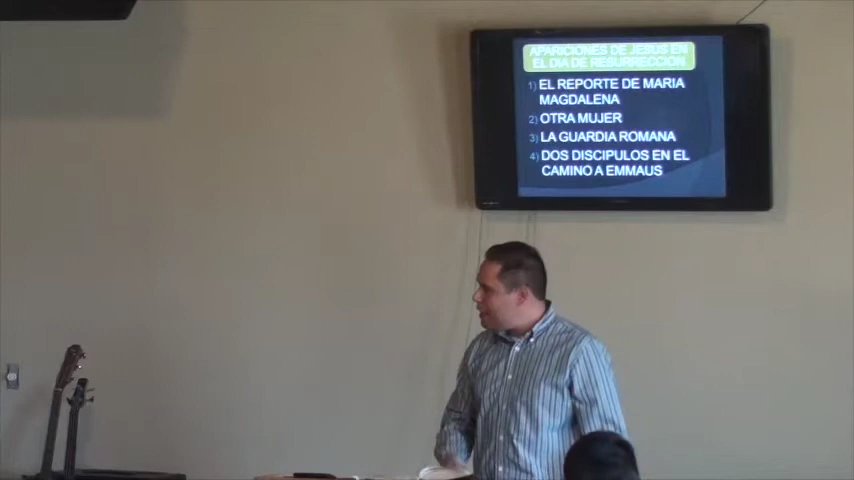 APARICIONES DE JESUS EN
EL DIA DE RESURRECCION
1) EL REPORTE DE MARIA
MAGDALENA
2) OTRA MUJER
3) LA GUARDIA ROMANA
4) DOS DISCIPULOS EN EL
CAMINO A EMMAUS